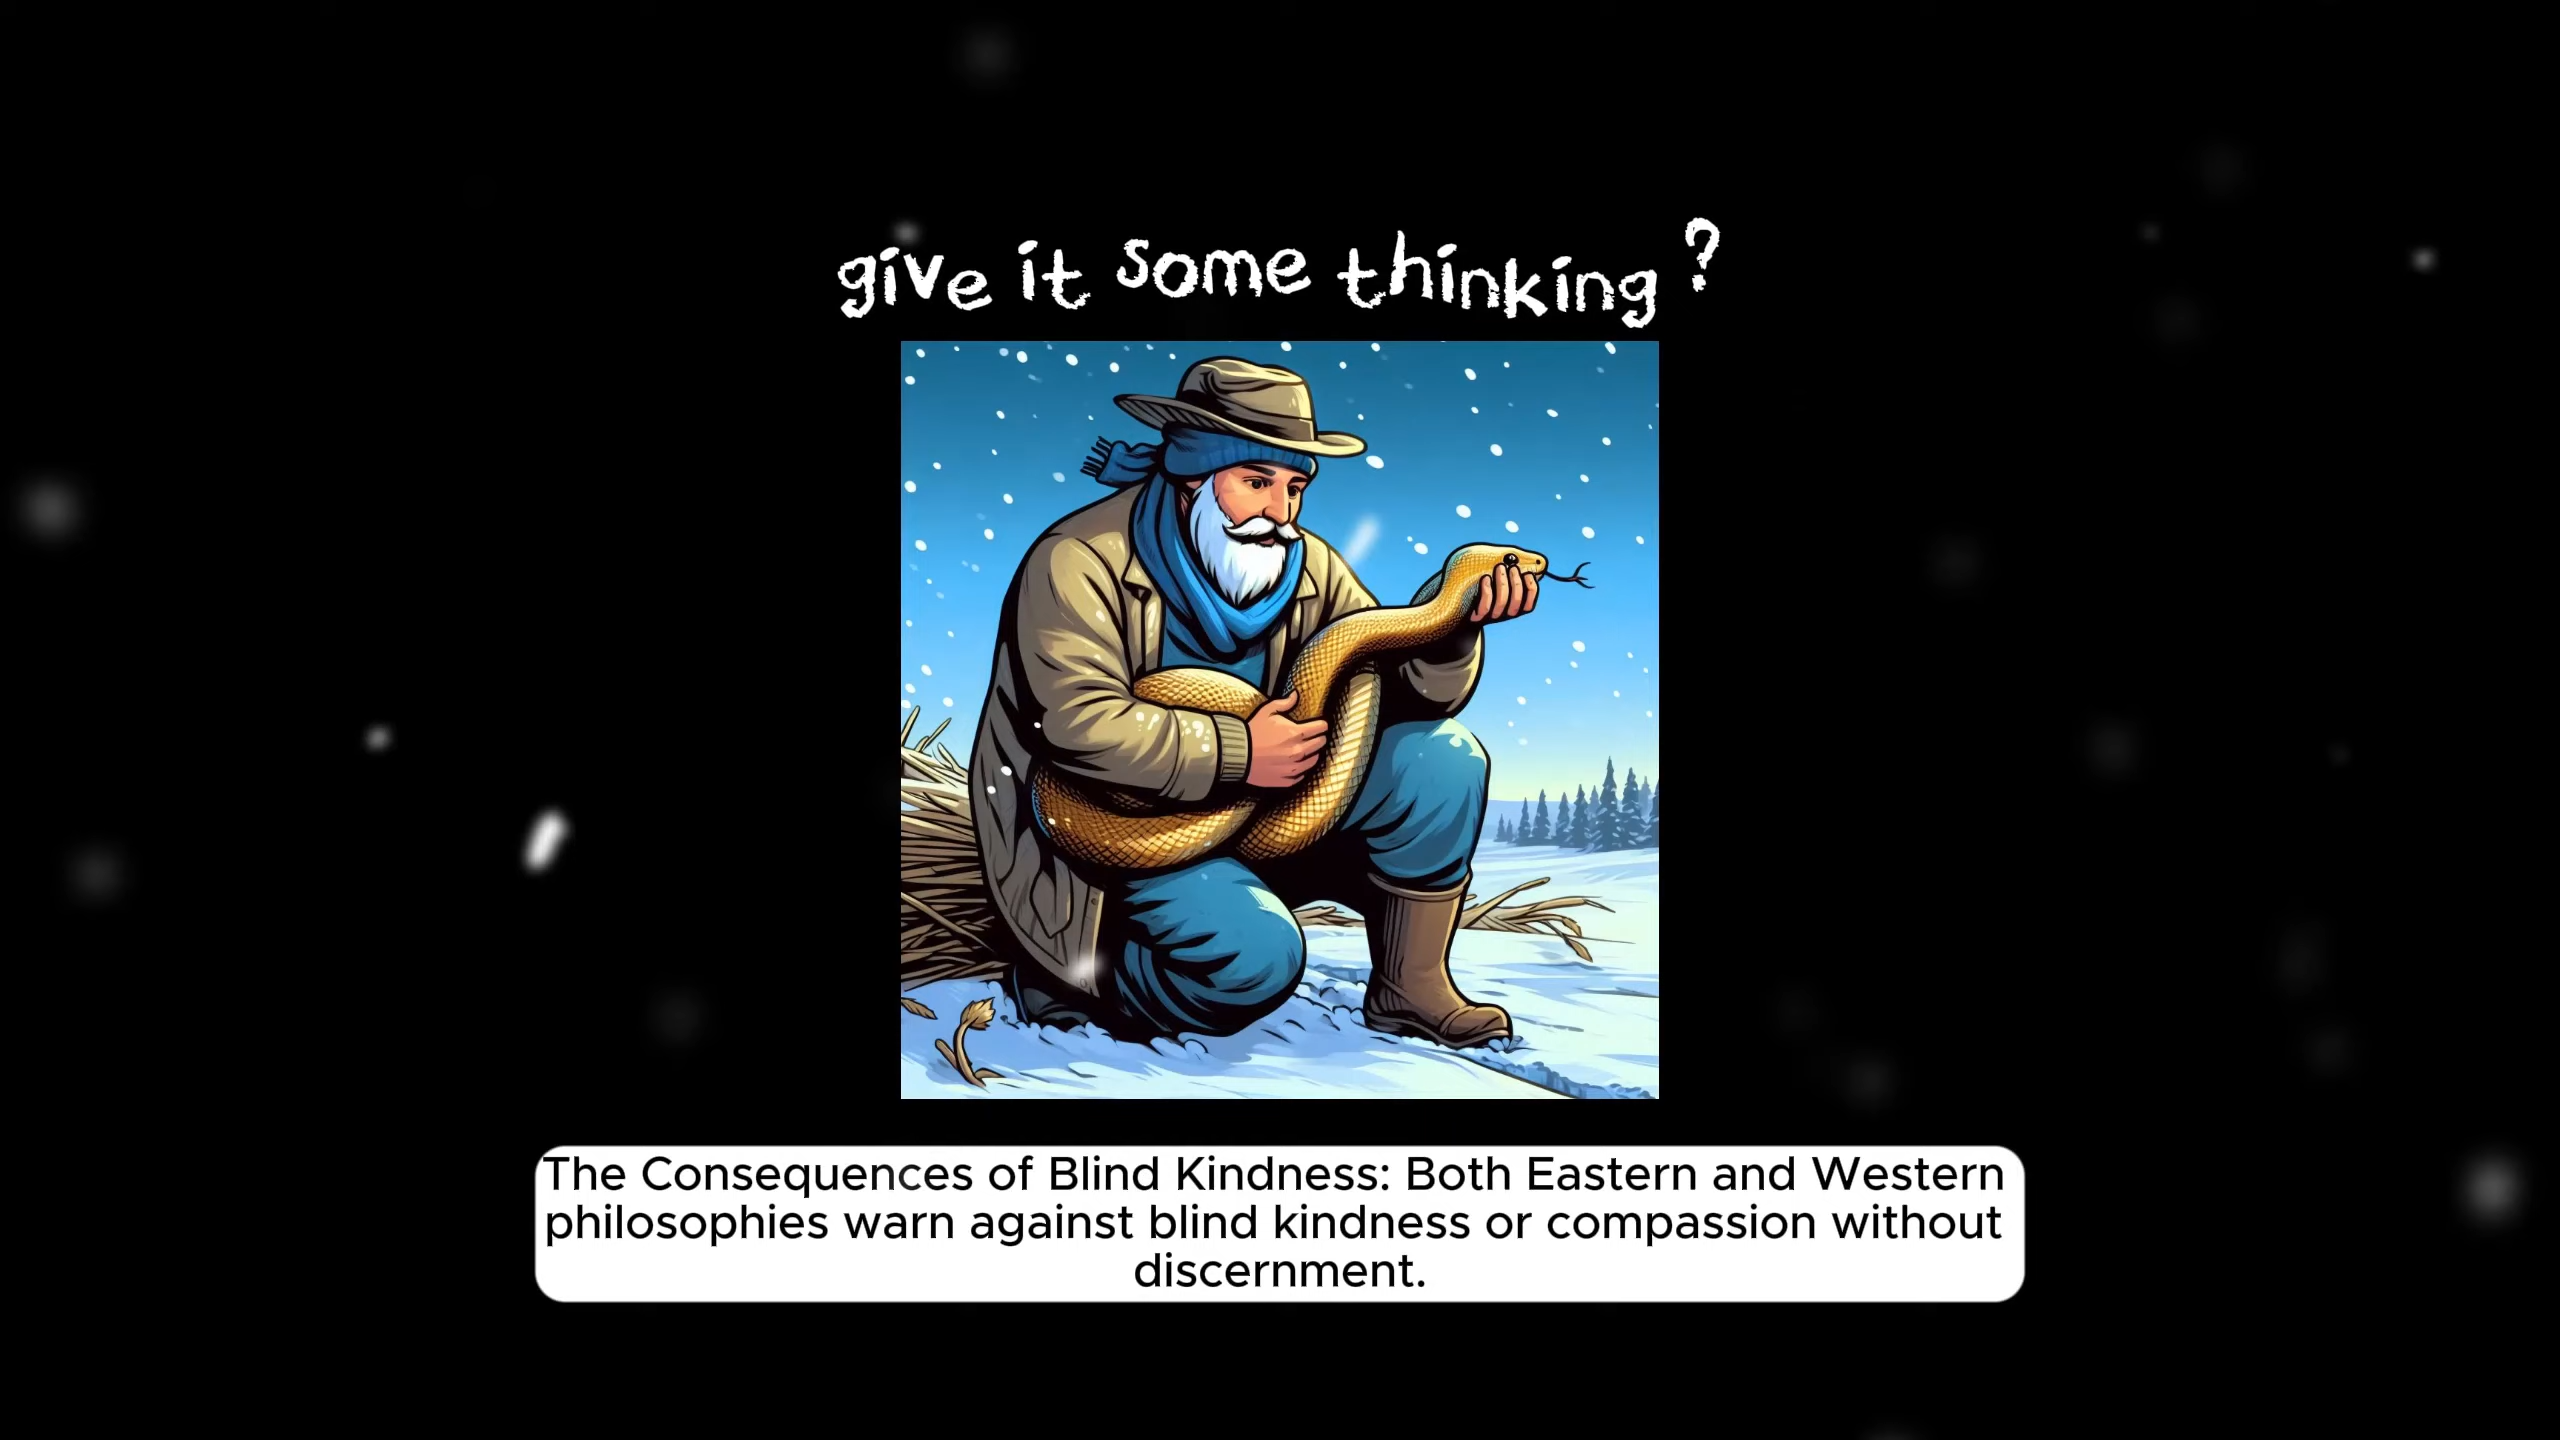 give it some thinking ?
The Consequences of Blind Kindness: Both Eastern and Western
philosophies warn against blind kindness or compassion without
discernment.